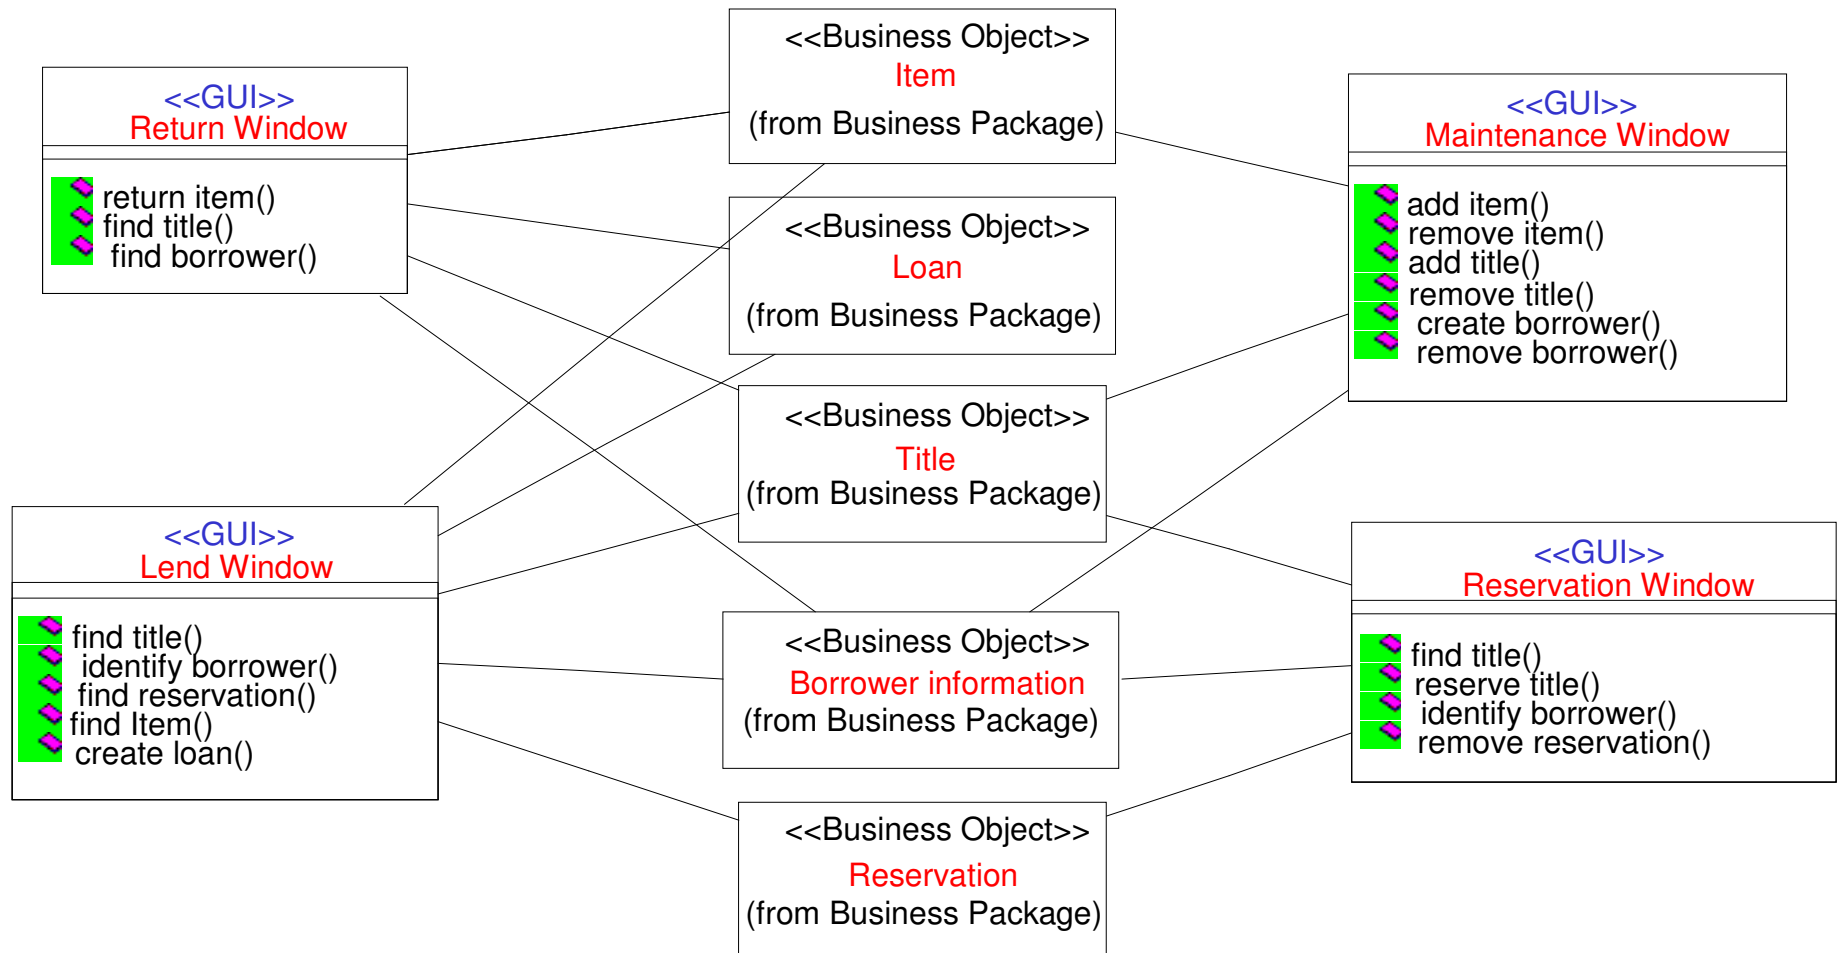 <<GUI>>
Return Window
return item()
find title()
find borrower()
<<GUI>>
Lend Window
find title()
identify borrower()
find reservation()
find Item()
create loan()
<<Business Object>>
Item
(from Business Package)
<<Business Object>>
Loan
(from Business Package)
<<Business Object>>
Title
(from Business Package)
<<Business Object>>
Borrower information
(from Business Package)
<<Business Object>>
Reservation
(from Business Package)
<<GUI>>
Maintenance Window
add item()
remove item()
add title()
remove title()
create borrower()
remove borrower()
<<GUI>>
Reservation Window
find title()
reserve title()
identify borrower()
remove reservation()